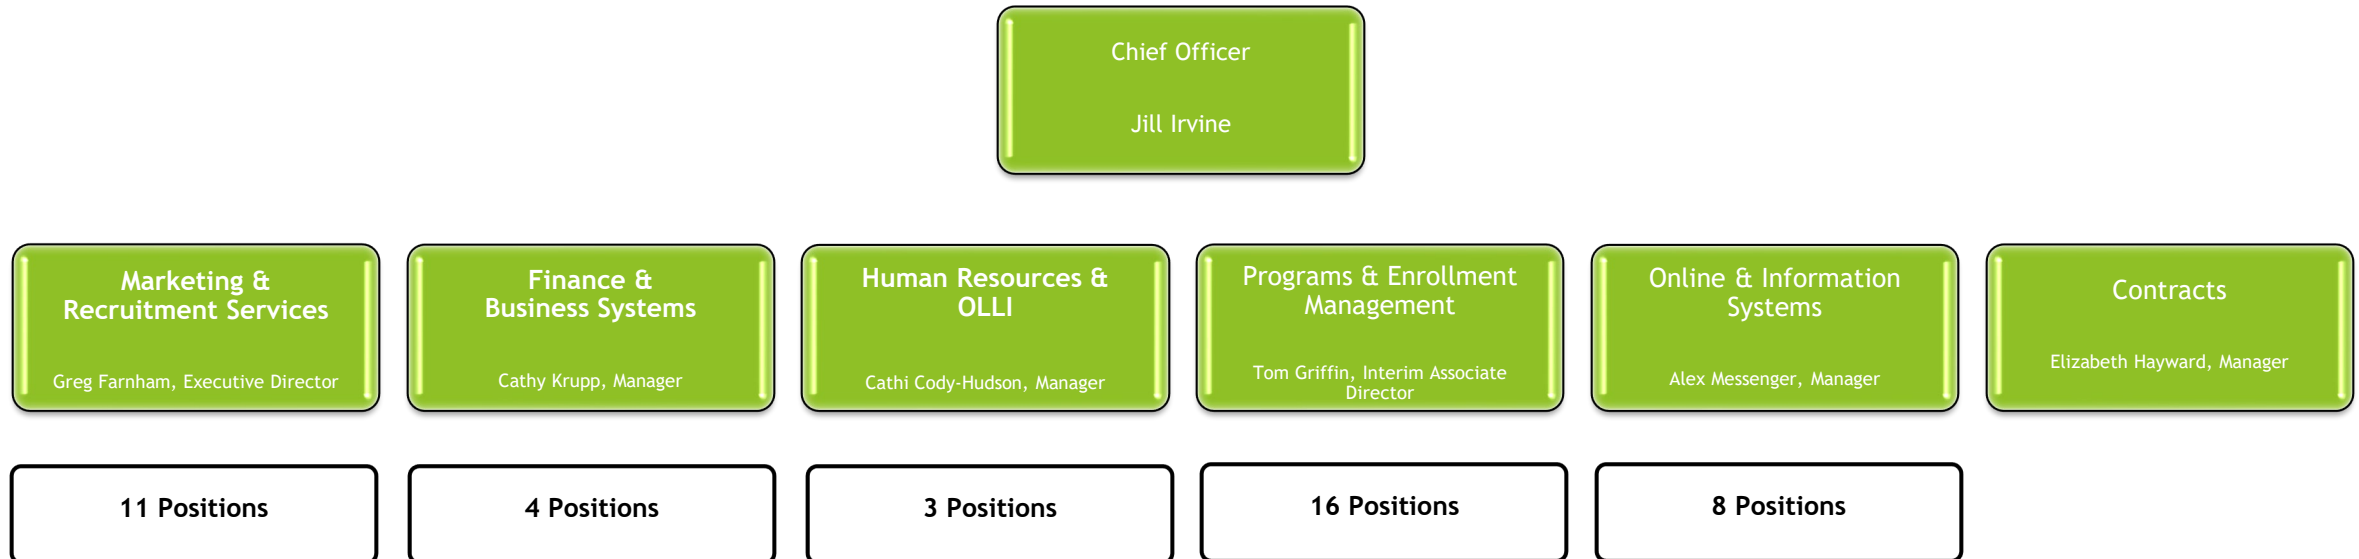 Chief Officer
Jill Irvine
Marketing &
Recruitment Services
Greg Farnham, Executive Director
Finance &
Business Systems
Cathy Krupp, Manager
Human Resources &
OLLI
Cathi Cody-Hudson, Manager
Programs & Enrollment
Management
Tom Griffin, Interim Associate
Director
Online & Information
Systems
Alex Messenger, Manager
Contracts
Elizabeth Hayward, Manager
11 Positions
4 Positions
3 Positions
16 Positions
8 Positions